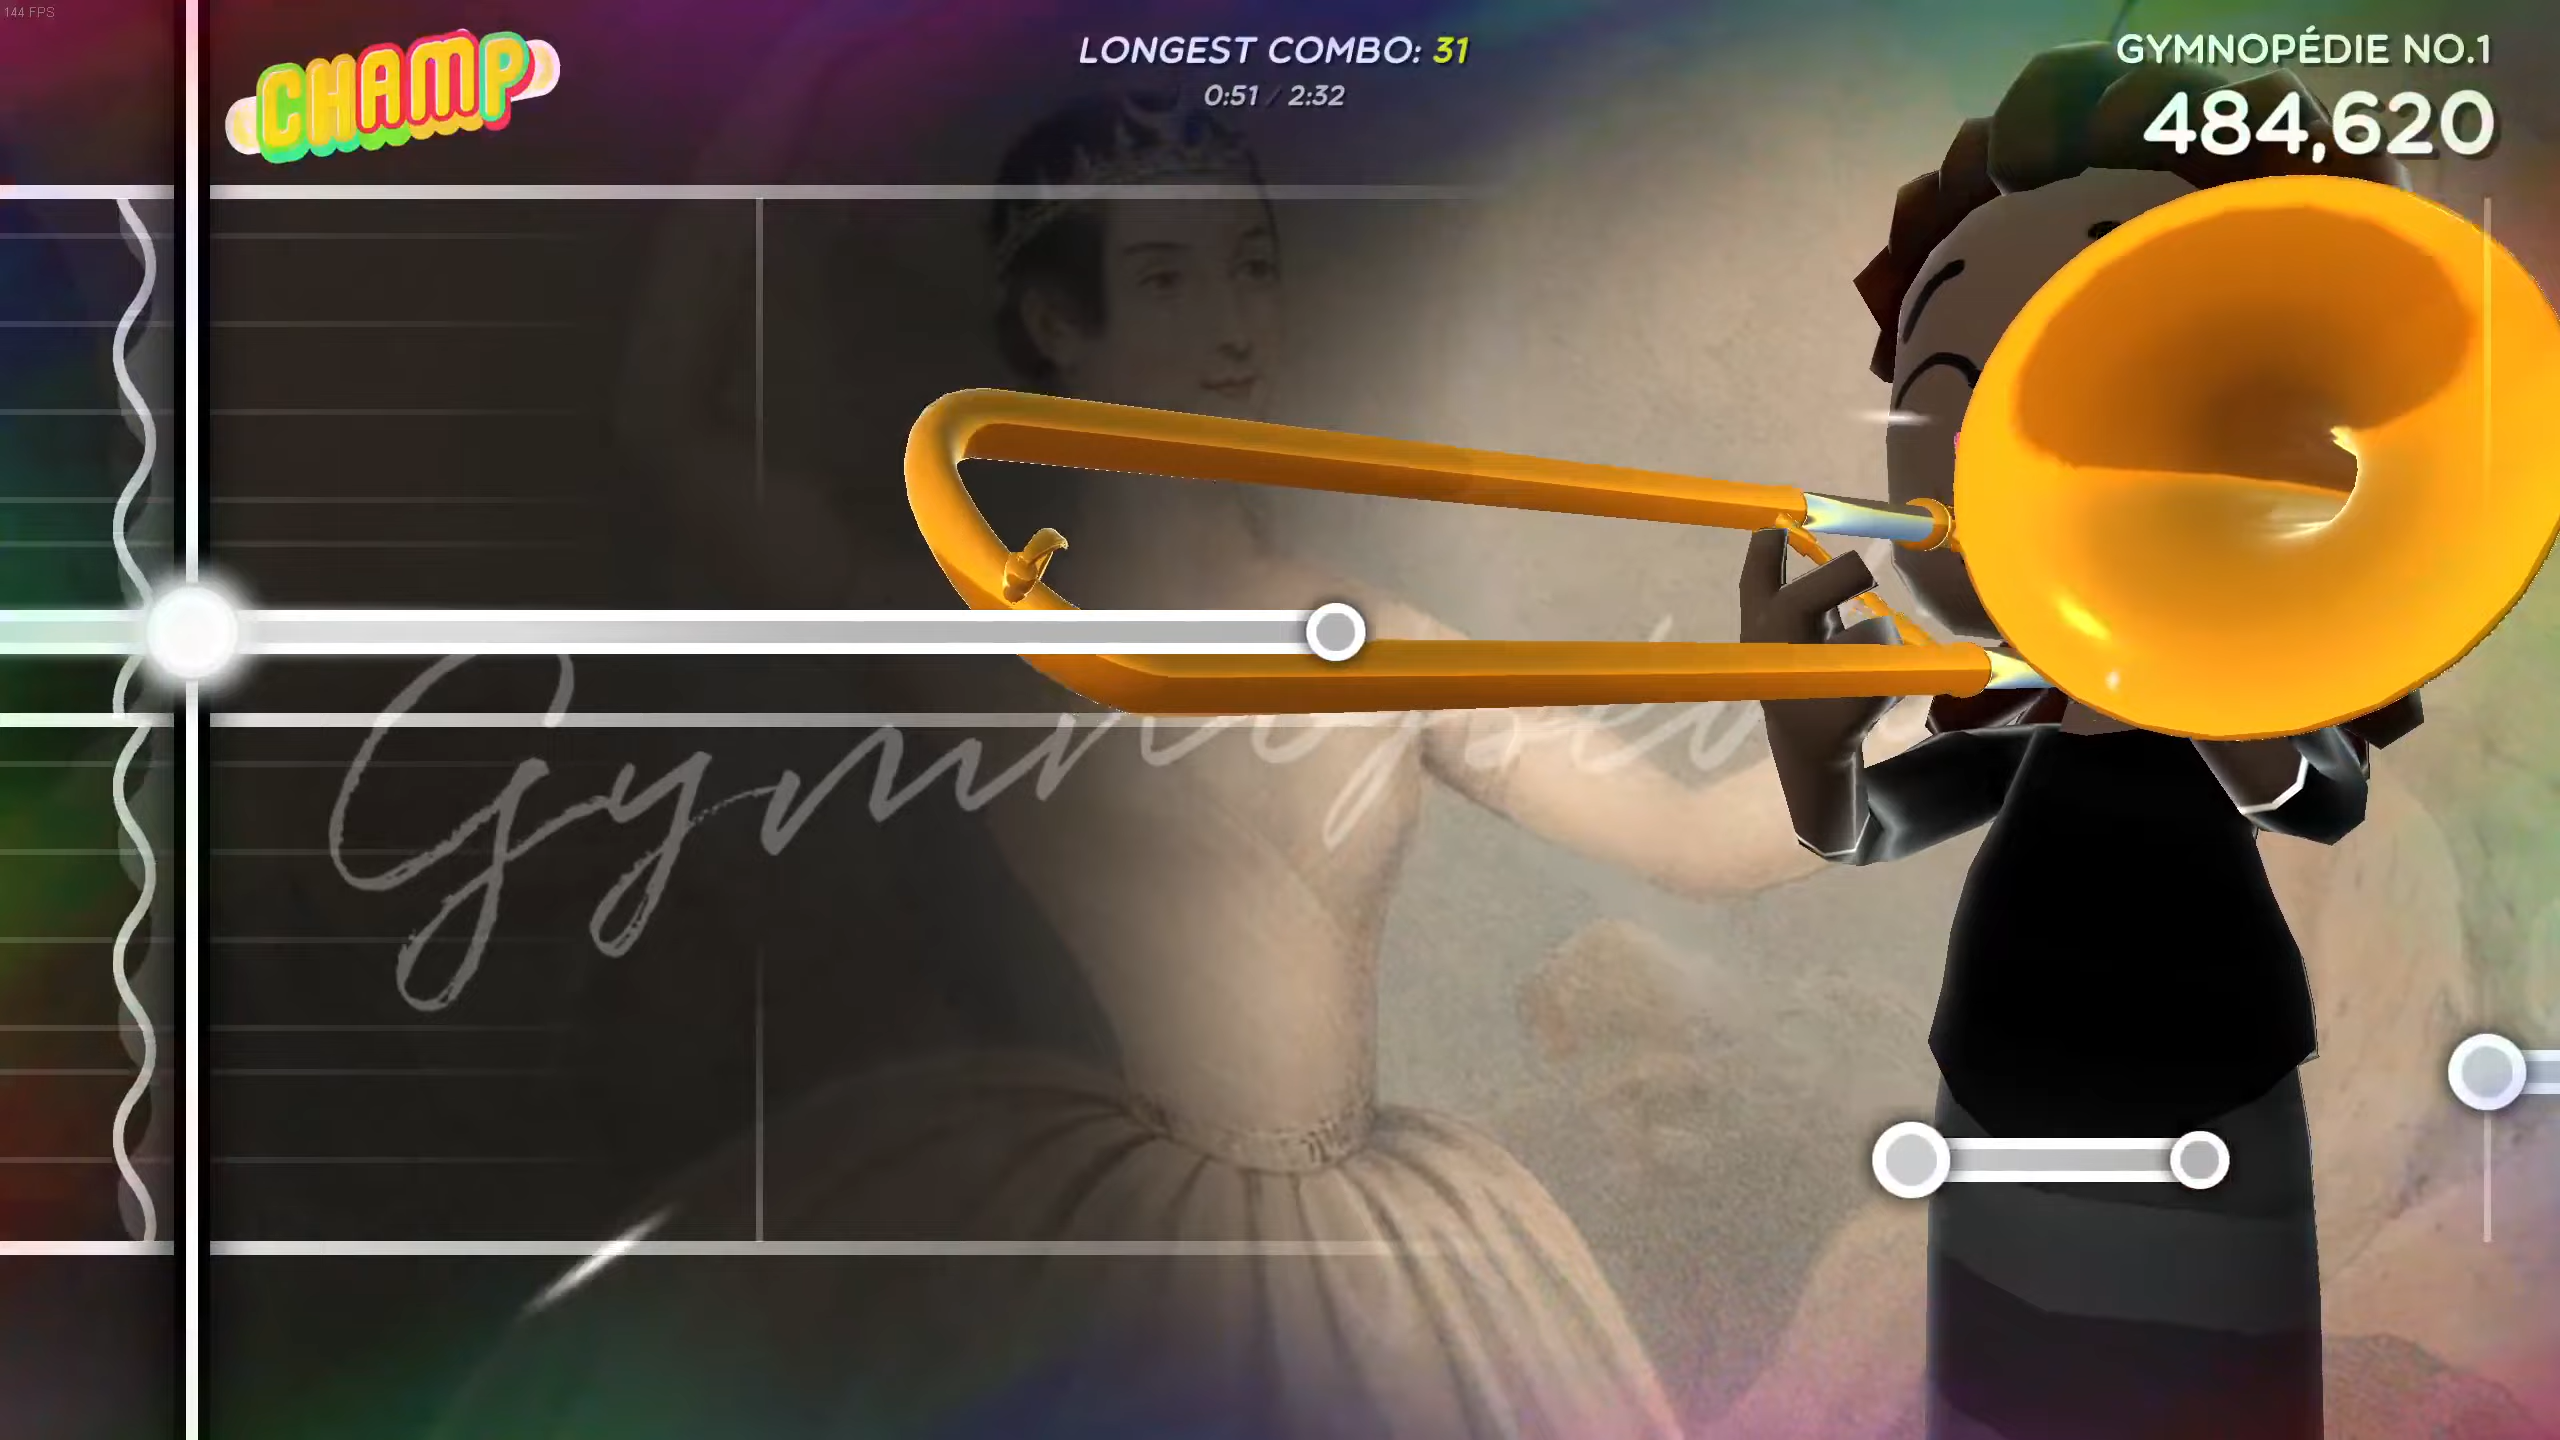 144 FPS
CHAMP
LONGEST COMBO: 31
0:51 / 2:32
GYMNOPÉDIE NO.1
484,620